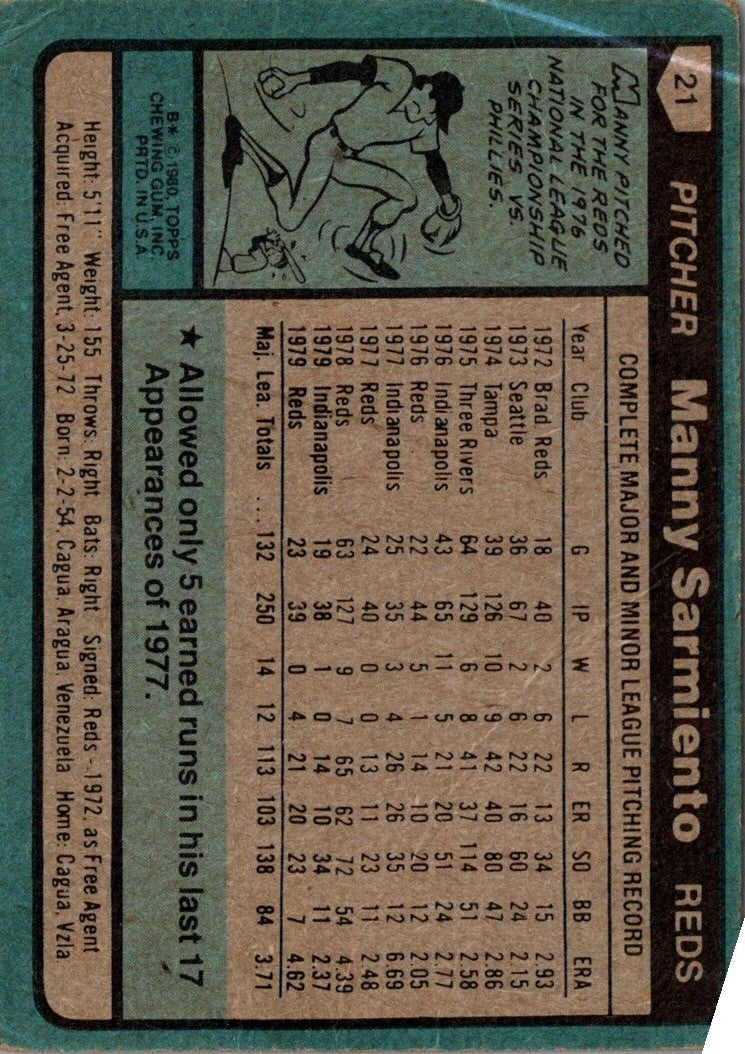 21 PITCHER Manny Sarmiento REDS
MANNY PITCHED
FOR THE REDS
IN THE 1976
NATIONAL LEAGUE
CHAMPIONSHIP
SERIES VS.
PHILLIES.
B* © 1980, TOPPS
CHEWING GUM, INC.
PRTD. IN U.S.A.
COMPLETE MAJOR AND MINOR LEAGUE PITCHING RECORD
Year Club G IP W L R ER SO BB ERA
1972 Brad. Reds 18 40 2 6 22 13 34 15 2.93
1973 Seattle 36 67 2 6 22 16 60 24 2.15
1974 Tampa 39 126 10 9 42 40 80 47 2.86
1975 Three Rivers 64 129 6 8 41 37 114 51 2.58
1976 Indianapolis 43 65 11 5 21 20 51 24 2.77
1976 Reds 22 44 5 1 14 10 20 12 2.05
1977 Indianapolis 25 35 3 4 26 26 35 12 6.69
1977 Reds 24 40 0 0 13 11 23 11 2.48
1978 Reds 63 127 9 7 65 62 72 54 4.39
1979 Indianapolis 19 38 1 0 14 10 34 11 2.37
1979 Reds 23 39 0 4 21 20 23 7 4.62
Maj. Lea. Totals .... 132 250 14 12 113 103 138 84 3.71
★ Allowed only 5 earned runs in his last 17
Appearances of 1977.
Height: 5'11" Weight: 155 Throws: Right Bats: Right Signed: Reds - 1972, as Free Agent
Acquired: Free Agent, 3-25-72 Born: 2-2-54, Cagua, Aragua, Venezuela Home: Cagua, Vzla.